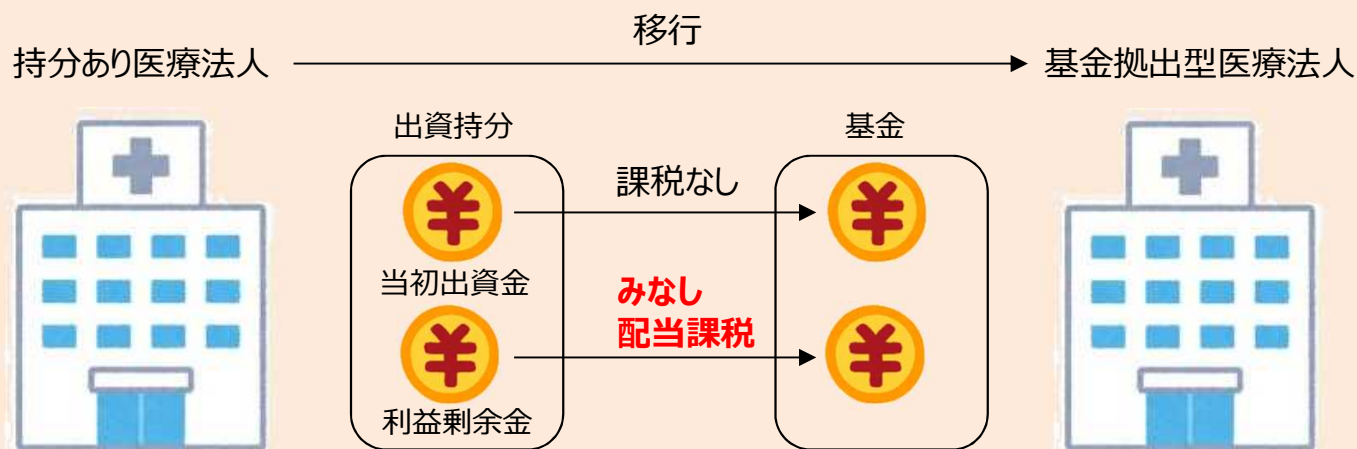 移行
持分あり医療法人
基金拠出型医療法人
出資持分
基金
課税なし
当初出資金
みなし
配当課税
利益剰余金